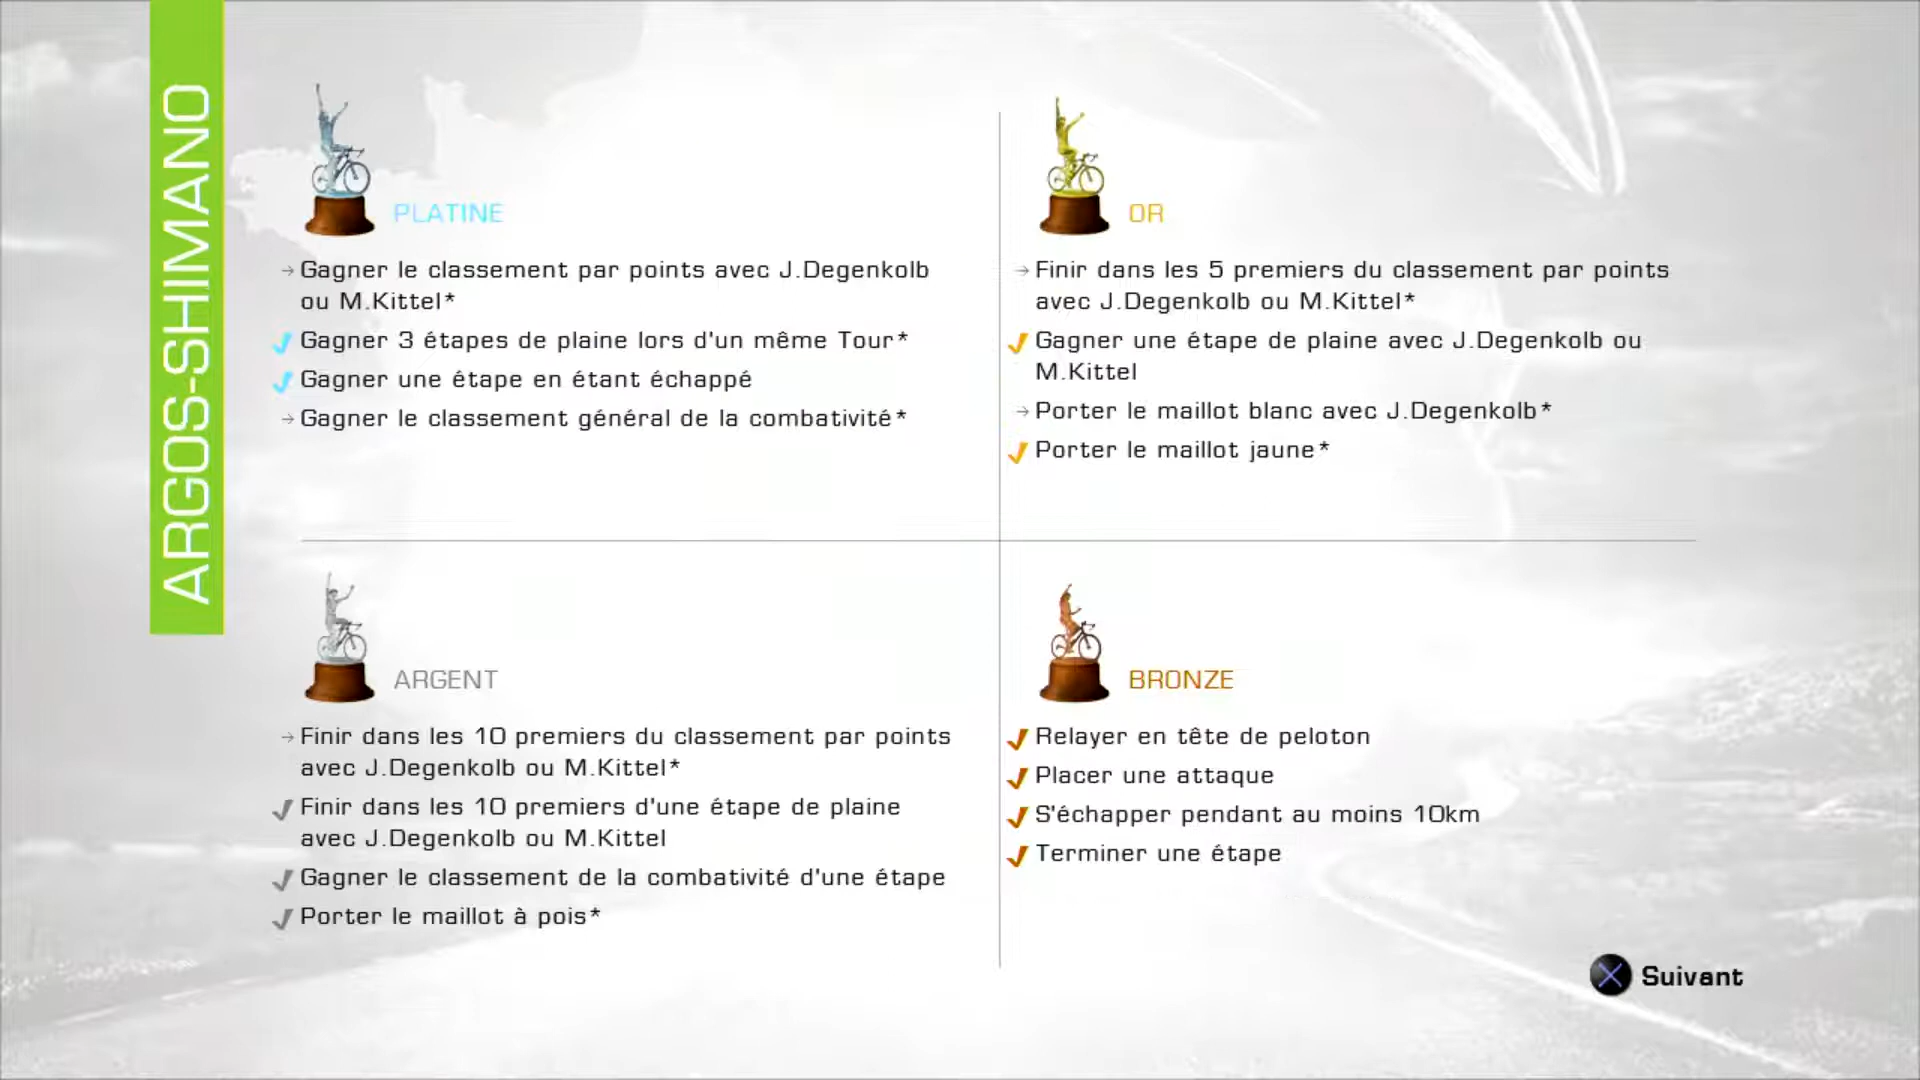 ARGOS-SHIMANO
PLATINE
→ Gagner le classement par points avec J.Degenkolb
ou M.Kittel*
✓ Gagner 3 étapes de plaine lors d'un même Tour*
✓ Gagner une étape en étant échappé
→ Gagner le classement général de la combativité*
OR
→ Finir dans les 5 premiers du classement par points
avec J.Degenkolb ou M.Kittel*
✓ Gagner une étape de plaine avec J.Degenkolb ou
M.Kittel
→ Porter le maillot blanc avec J.Degenkolb*
✓ Porter le maillot jaune*
ARGENT
→ Finir dans les 10 premiers du classement par points
avec J.Degenkolb ou M.Kittel*
✓ Finir dans les 10 premiers d'une étape de plaine
avec J.Degenkolb ou M.Kittel
✓ Gagner le classement de la combativité d'une étape
✓ Porter le maillot à pois*
BRONZE
✓ Relayer en tête de peloton
✓ Placer une attaque
✓ S'échapper pendant au moins 10km
✓ Terminer une étape
Suivant